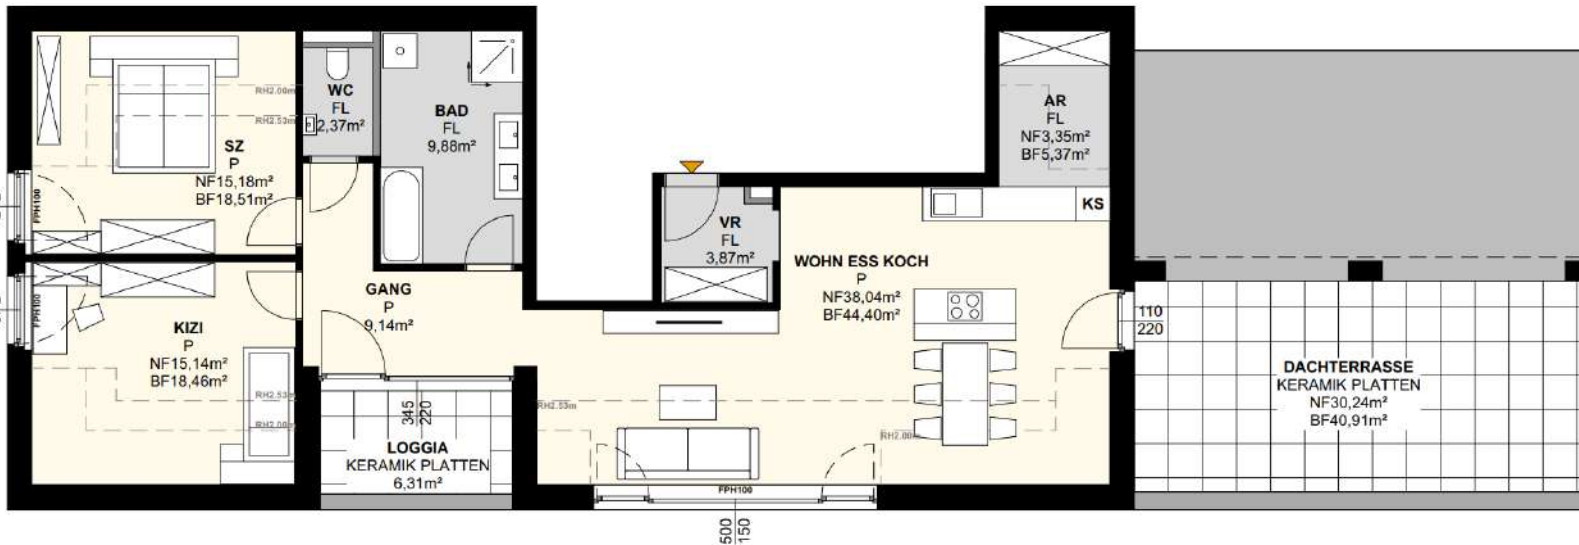 RH2.00m
RH2.53m
SZ
P
NF15,18m²
BF18,51m²
FPH100
WC
FL
2,37m²
BAD
FL
9,88m²
AR
FL
NF3,35m²
BF5,37m²
KS
VR
FL
3,87m²
WOHN ESS KOCH
P
NF38,04m²
BF44,40m²
GANG
P
9,14m²
FPH100
KIZI
P
NF15,14m²
BF18,46m²
RH2.53m
RH2.00m
345
220
LOGGIA
KERAMIK PLATTEN
6,31m²
RH2.53m
RH2.00m
FPH100
500
150
110
220
DACHTERRASSE
KERAMIK PLATTEN
NF30,24m²
BF40,91m²